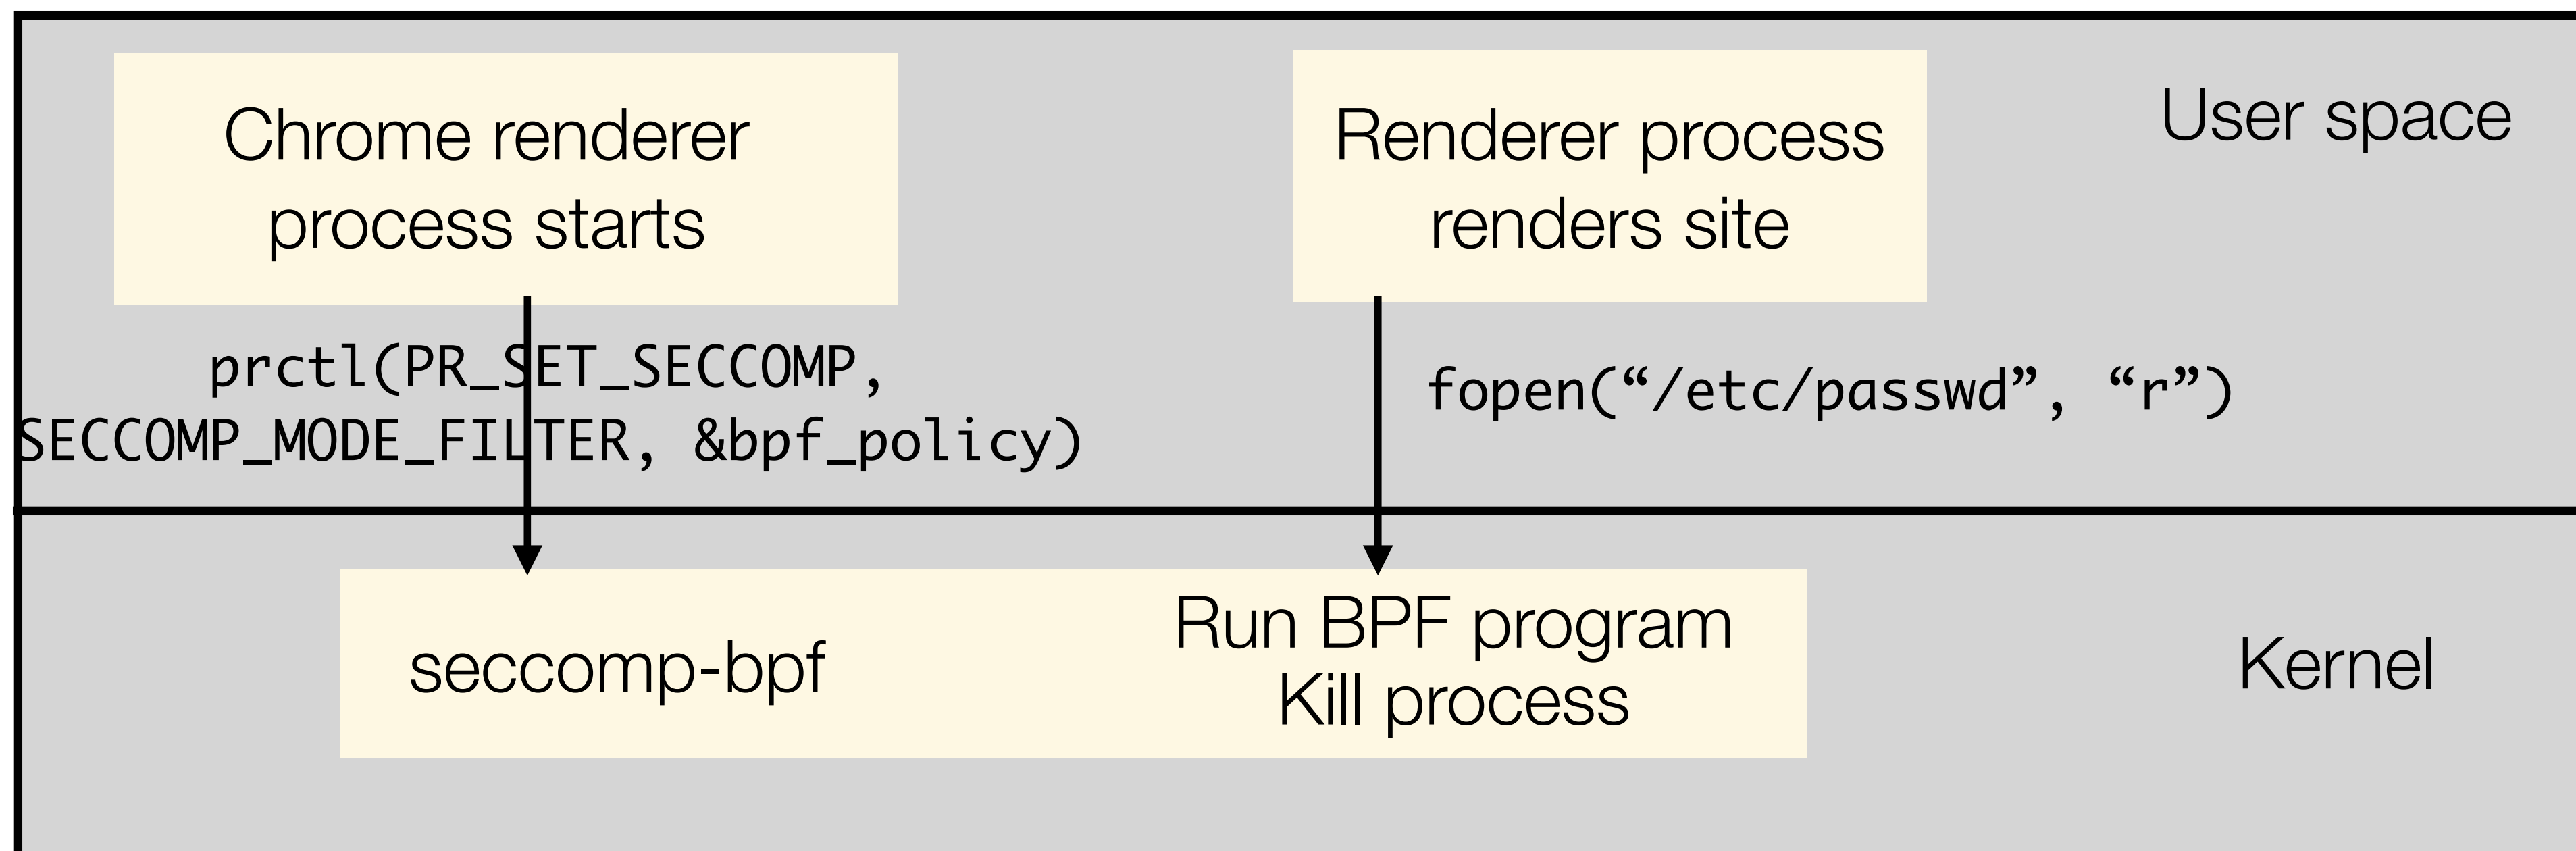 Chrome renderer
process starts
Renderer process
renders site
User space
prctl(PR_SET_SECCOMP,
SECCOMP_MODE_FILTER, &bpf_policy)
fopen(“/etc/passwd”, “r”)
seccomp-bpf
Run BPF program
Kill process
Kernel